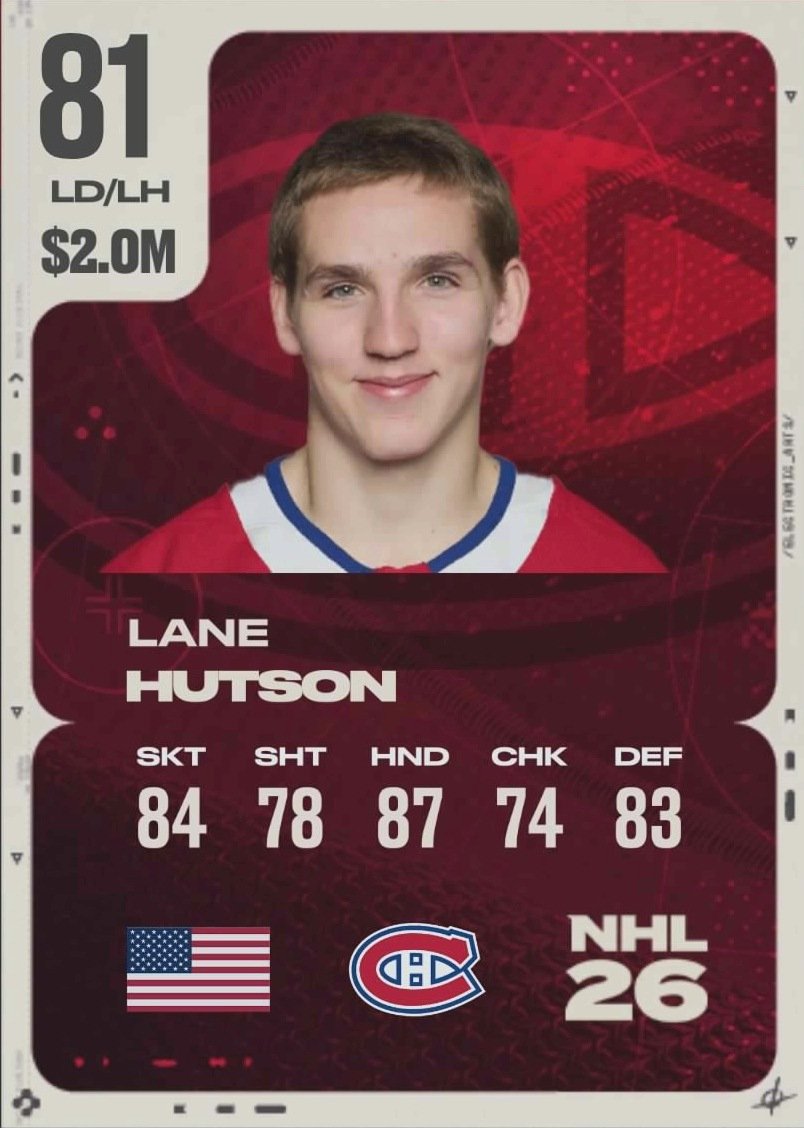 81
LD/LH
$2.0M
LANE
HUTSON
SKT SHT HND CHK DEF
84 78 87 74 83
NHL
26